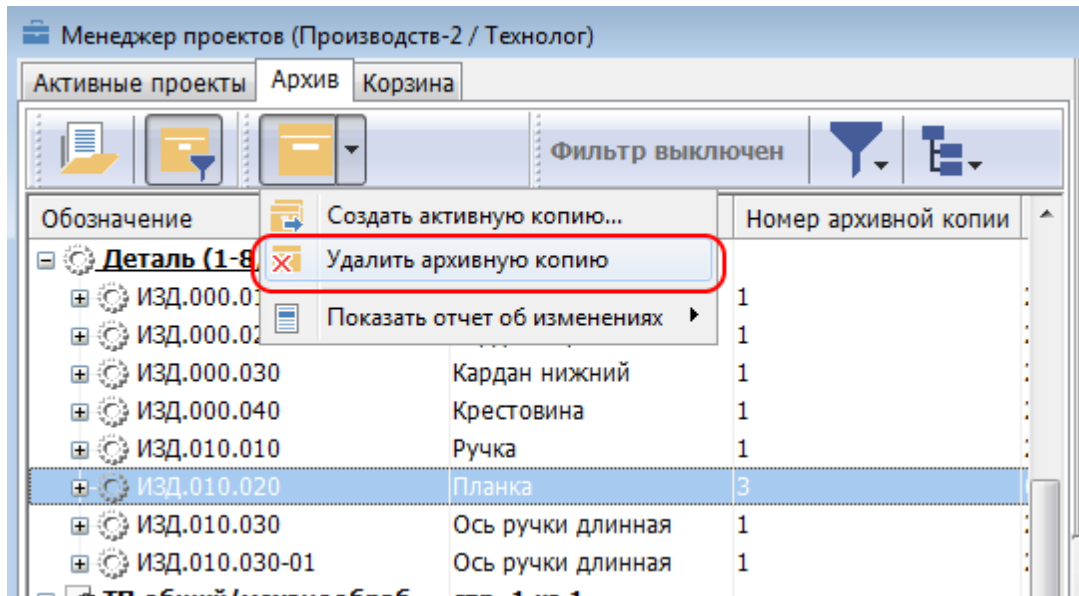 Менеджер проектов (Производств-2 / Технолог)
Активные проекты Архив Корзина
Фильтр выключен
Обозначение Номер архивной копии
Создать активную копию...
Деталь (1-8
Удалить архивную копию
ИЗД.000.01 1
Показать отчет об изменениях
ИЗД.000.02 1
ИЗД.000.030 Кардан нижний 1
ИЗД.000.040 Крестовина 1
ИЗД.010.010 Ручка 1
ИЗД.010.020 Планка 3
ИЗД.010.030 Ось ручки длинная 1
ИЗД.010.030-01 Ось ручки длинная 1